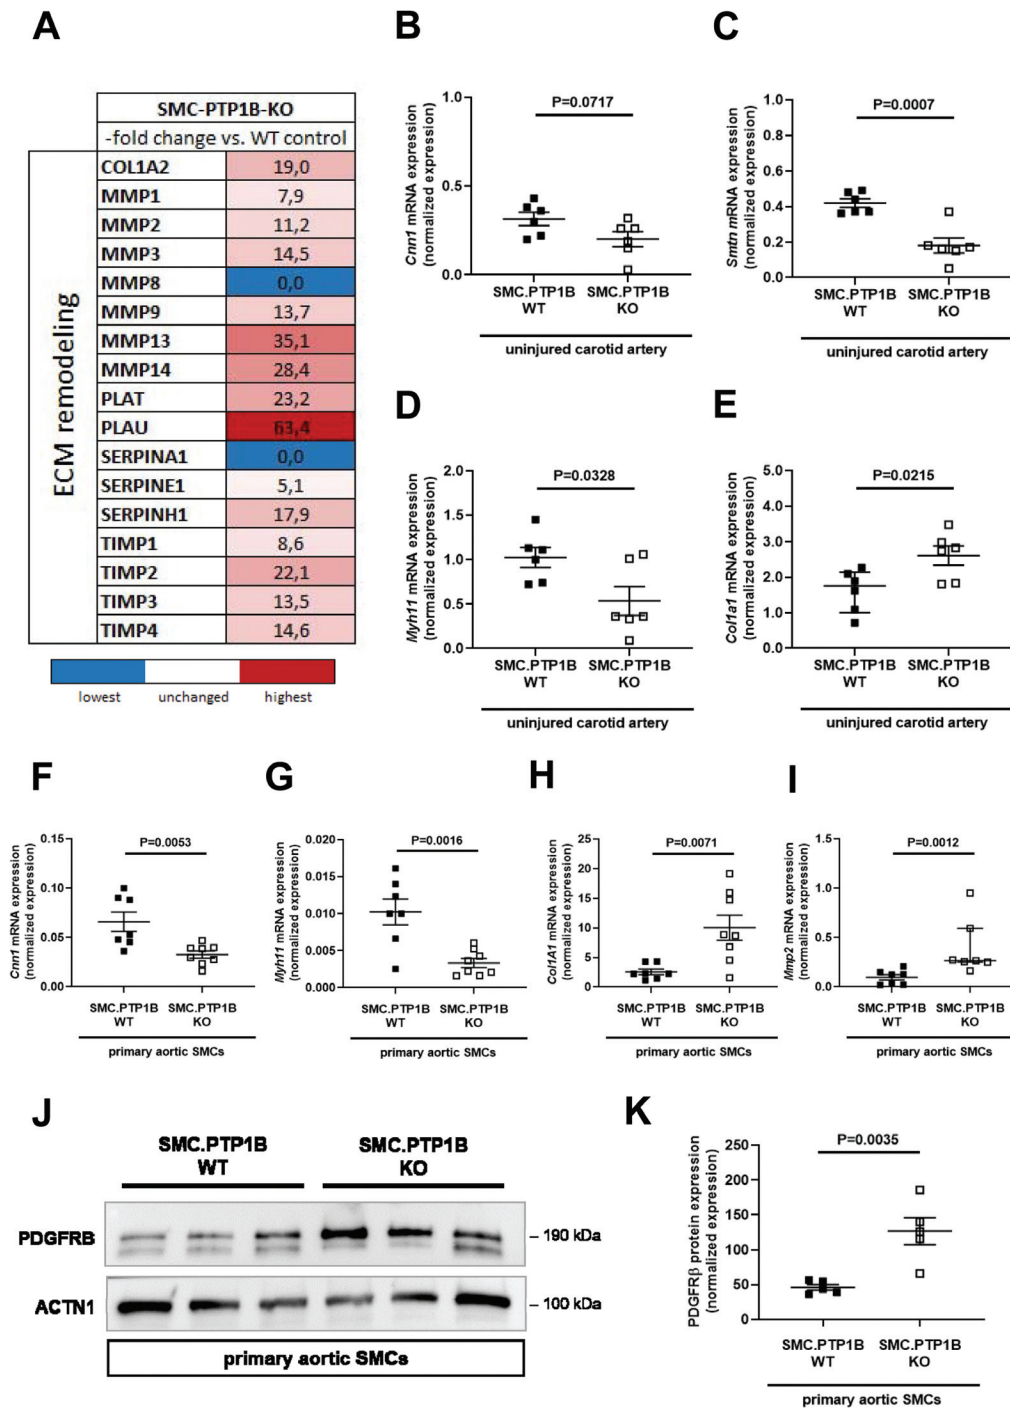 A
SMC-PTP1B-KO
-fold change vs. WT control
ECM remodeling
COL1A2 19,0
MMP1 7,9
MMP2 11,2
MMP3 14,5
MMP8 0,0
MMP9 13,7
MMP13 35,1
MMP14 28,4
PLAT 23,2
PLAU 63,4
SERPINA1 0,0
SERPINE1 5,1
SERPINH1 17,9
TIMP1 8,6
TIMP2 22,1
TIMP3 13,5
TIMP4 14,6
lowest unchanged highest
B
Cnn1 mRNA expression
(normalized expression)
1.0
0.5
0.0
P=0.0717
SMC.PTP1B SMC.PTP1B
WT KO
uninjured carotid artery
C
Smtn mRNA expression
(normalized expression)
1.0
0.8
0.6
0.4
0.2
0.0
P=0.0007
SMC.PTP1B SMC.PTP1B
WT KO
uninjured carotid artery
D
Myh11 mRNA expression
(normalized expression)
2.0
1.5
1.0
0.5
0.0
P=0.0328
SMC.PTP1B SMC.PTP1B
WT KO
uninjured carotid artery
E
Col1a1 mRNA expression
(normalized expression)
5.0
3.0
2.0
1.0
0.0
P=0.0215
SMC.PTP1B SMC.PTP1B
WT KO
uninjured carotid artery
F
Cnn1 mRNA expression
(normalized expression)
0.15
0.10
0.05
0.00
P=0.0053
SMC.PTP1B SMC.PTP1B
WT KO
primary aortic SMCs
G
Myh11 mRNA expression
(normalized expression)
0.020
0.015
0.010
0.005
0.000
P=0.0016
SMC.PTP1B SMC.PTP1B
WT KO
primary aortic SMCs
H
Col1A1 mRNA expression
(normalized expression)
25
20
15
10
5
0
P=0.0071
SMC.PTP1B SMC.PTP1B
WT KO
primary aortic SMCs
I
Mmp2 mRNA expression
(normalized expression)
1.5
1.0
0.5
0.0
P=0.0012
SMC.PTP1B SMC.PTP1B
WT KO
primary aortic SMCs
J
SMC.PTP1B SMC.PTP1B
WT KO
PDGFRB – 190 kDa
ACTN1 – 100 kDa
primary aortic SMCs
K
PDGFRβ protein expression
(normalized expression)
250
200
150
100
50
0
P=0.0035
SMC.PTP1B SMC.PTP1B
WT KO
primary aortic SMCs